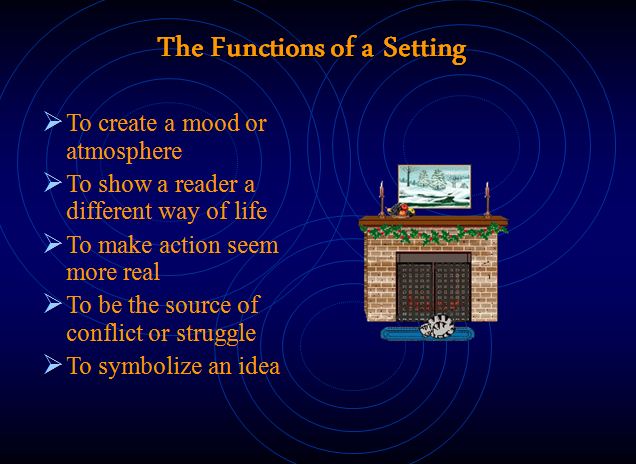 The Functions of a Setting
To create a mood or
atmosphere
To show a reader a
different way of life
To make action seem
more real
To be the source of
conflict or struggle
To symbolize an idea